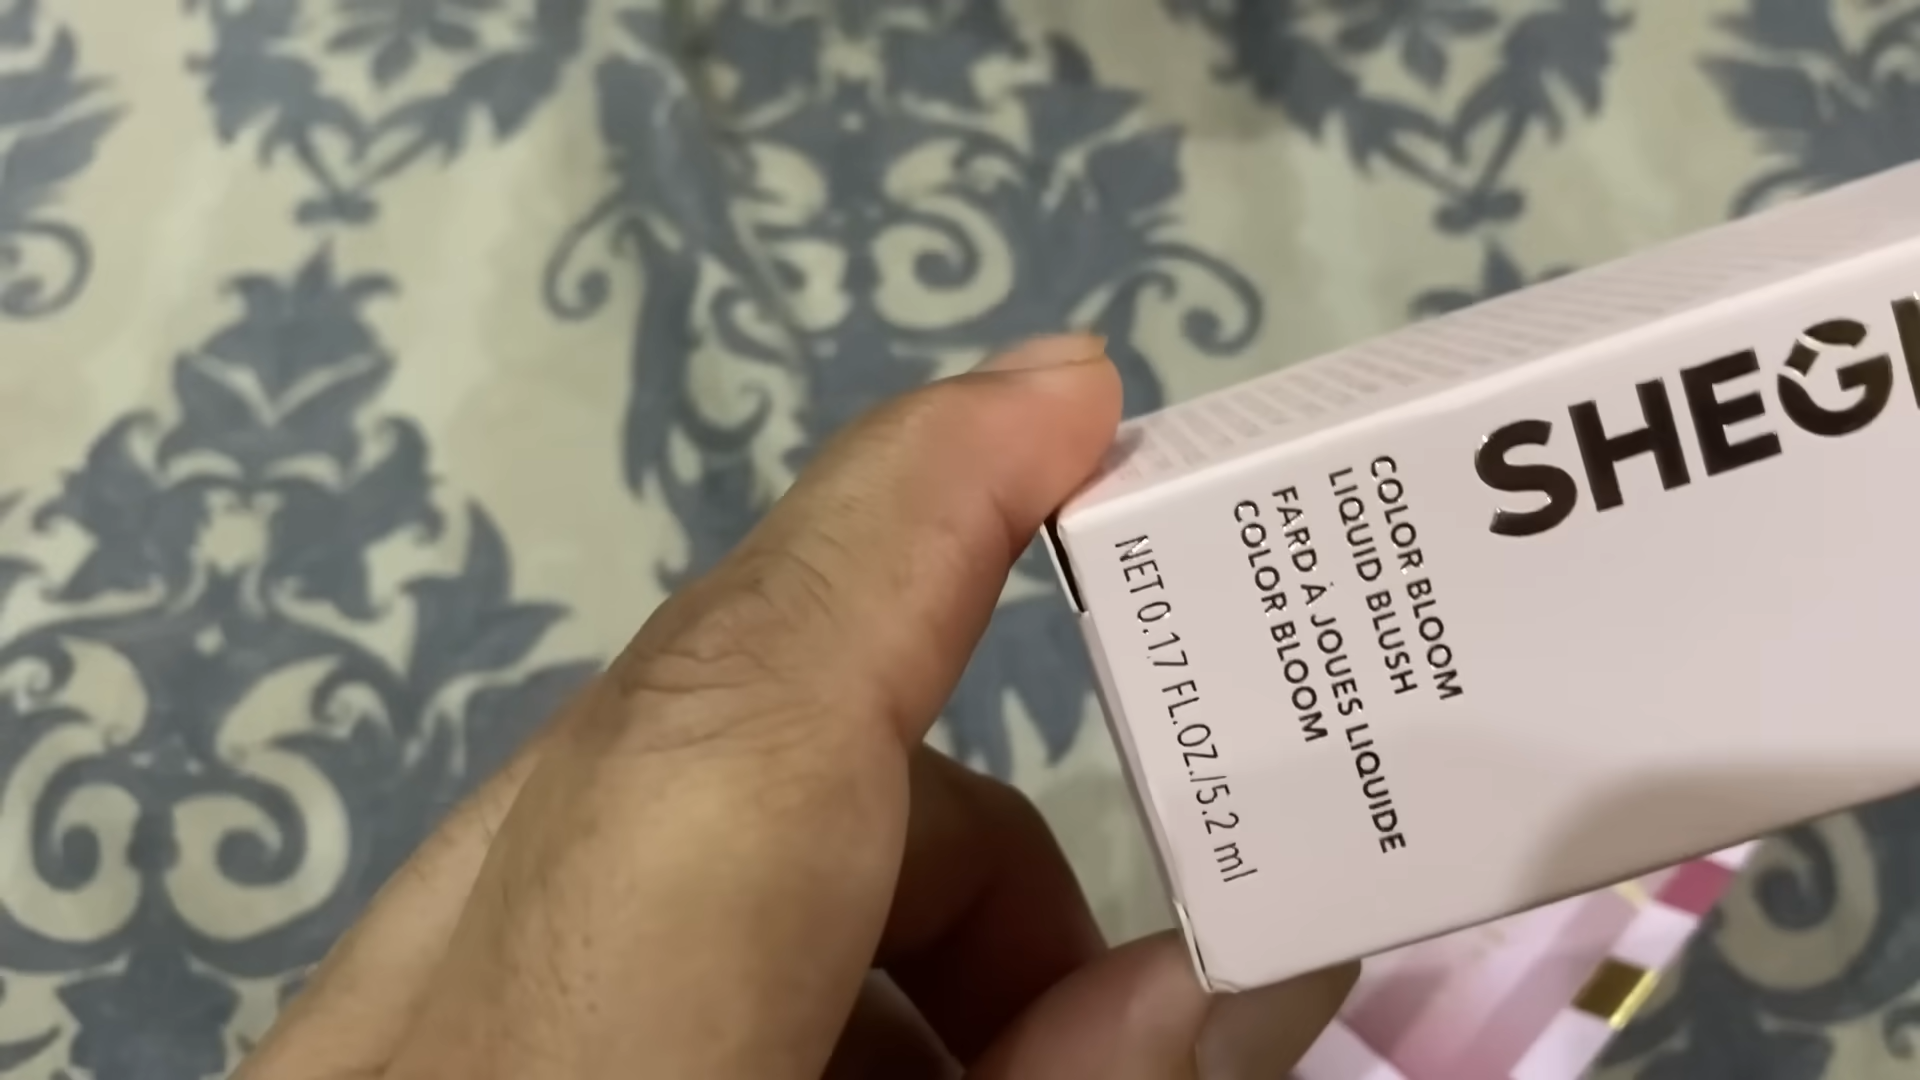 SHEG
COLOR BLOOM
LIQUID BLUSH
FARD À JOUES LIQUIDE
COLOR BLOOM
NET 0.17 FL.OZ./5.2 ml